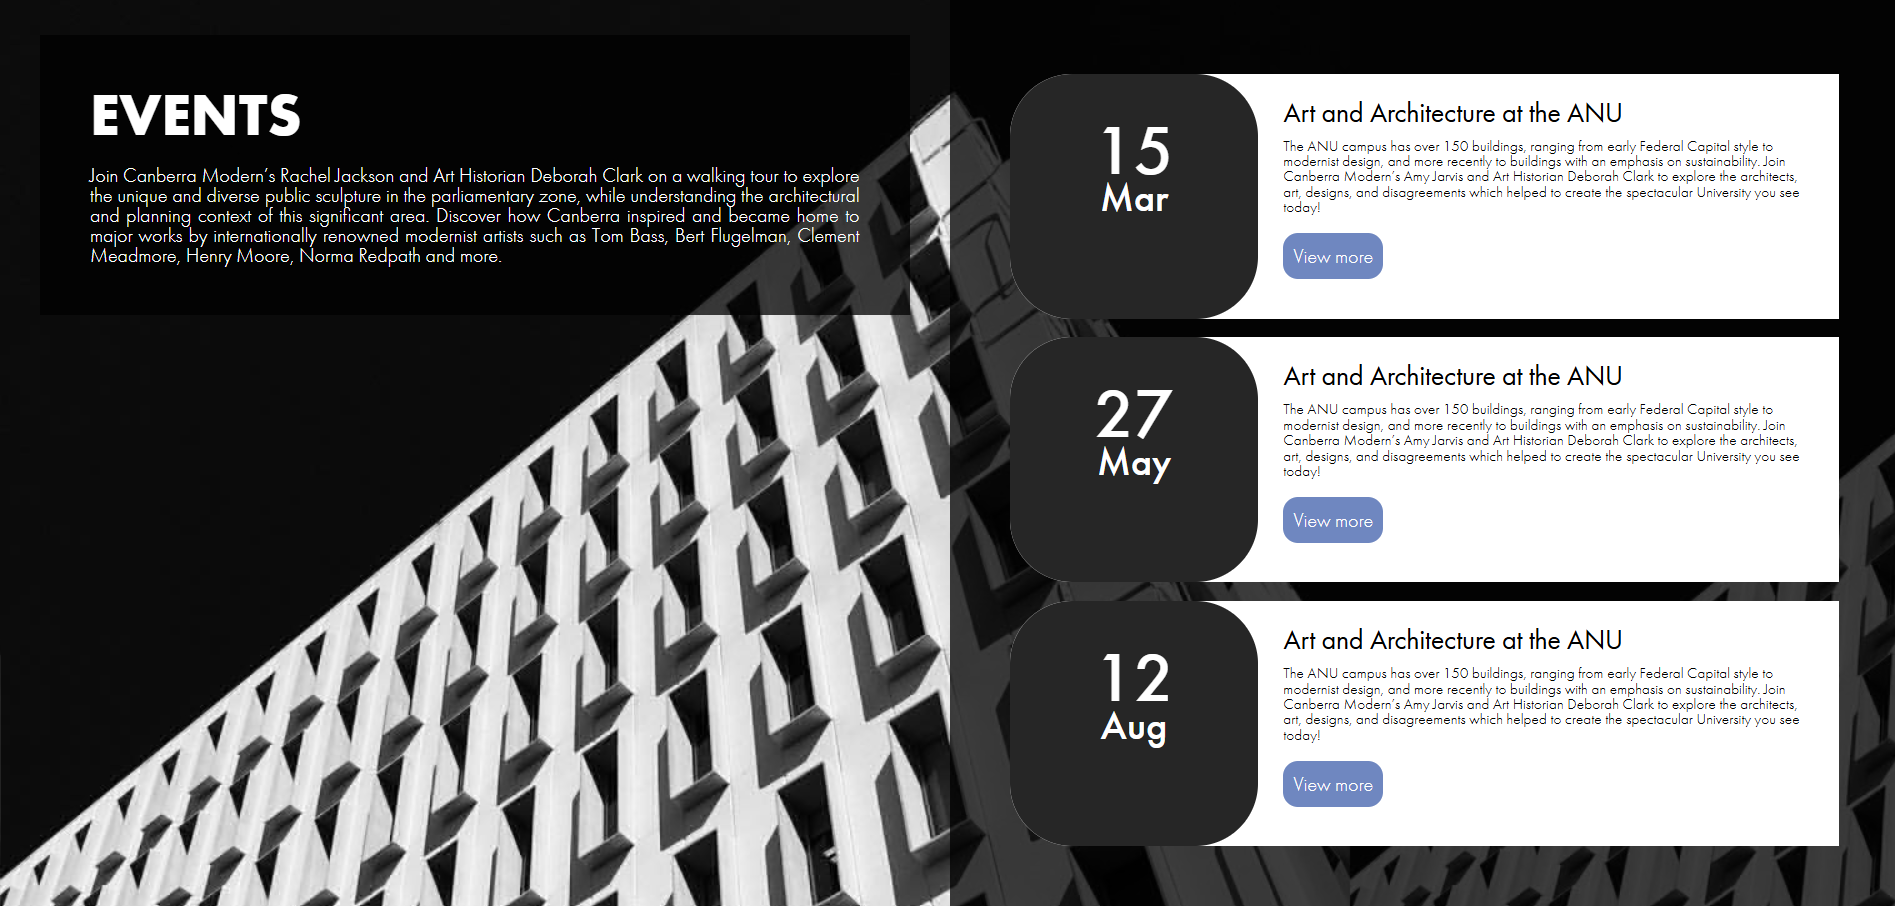 EVENTS
Join Canberra Modern's Rachel Jackson and Art Historian Deborah Clark on a walking tour to explore
the unique and diverse public sculpture in the parliamentary zone, while understanding the architectural
and planning context of this significant area. Discover how Canberra inspired and became home to
major works by internationally renowned modernist artists such as Tom Bass, Bert Flugelman, Clement
Meadmore, Henry Moore, Norma Redpath and more.
15
Mar
Art and Architecture at the ANU
The ANU campus has over 150 buildings, ranging from early Federal Capital style to
modernist design, and more recently to buildings with an emphasis on sustainability. Join
Canberra Modern's Amy Jarvis and Art Historian Deborah Clark to explore the architects,
art, designs, and disagreements which helped to create the spectacular University you see
today!
View more
27
May
Art and Architecture at the ANU
The ANU campus has over 150 buildings, ranging from early Federal Capital style to
modernist design, and more recently to buildings with an emphasis on sustainability. Join
Canberra Modern's Amy Jarvis and Art Historian Deborah Clark to explore the architects,
art, designs, and disagreements which helped to create the spectacular University you see
today!
View more
12
Aug
Art and Architecture at the ANU
The ANU campus has over 150 buildings, ranging from early Federal Capital style to
modernist design, and more recently to buildings with an emphasis on sustainability. Join
Canberra Modern's Amy Jarvis and Art Historian Deborah Clark to explore the architects,
art, designs, and disagreements which helped to create the spectacular University you see
today!
View more